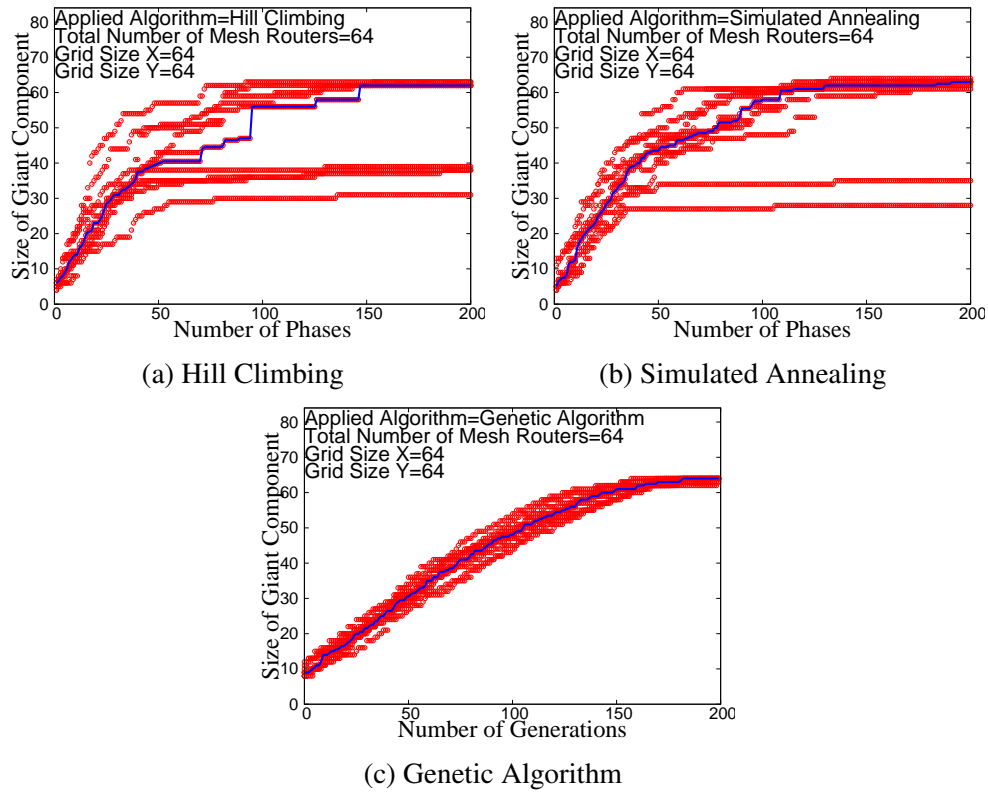 Applied Algorithm=Hill Climbing
Total Number of Mesh Routers=64
Grid Size X=64
Grid Size Y=64
Size of Giant Component
80
70
60
50
40
30
20
10
0
0 50 100 150 200
Number of Phases
(a) Hill Climbing
Applied Algorithm=Simulated Annealing
Total Number of Mesh Routers=64
Grid Size X=64
Grid Size Y=64
Size of Giant Component
80
70
60
50
40
30
20
10
0
0 50 100 150 200
Number of Phases
(b) Simulated Annealing
Applied Algorithm=Genetic Algorithm
Total Number of Mesh Routers=64
Grid Size X=64
Grid Size Y=64
Size of Giant Component
80
70
60
50
40
30
20
10
0
0 50 100 150 200
Number of Generations
(c) Genetic Algorithm